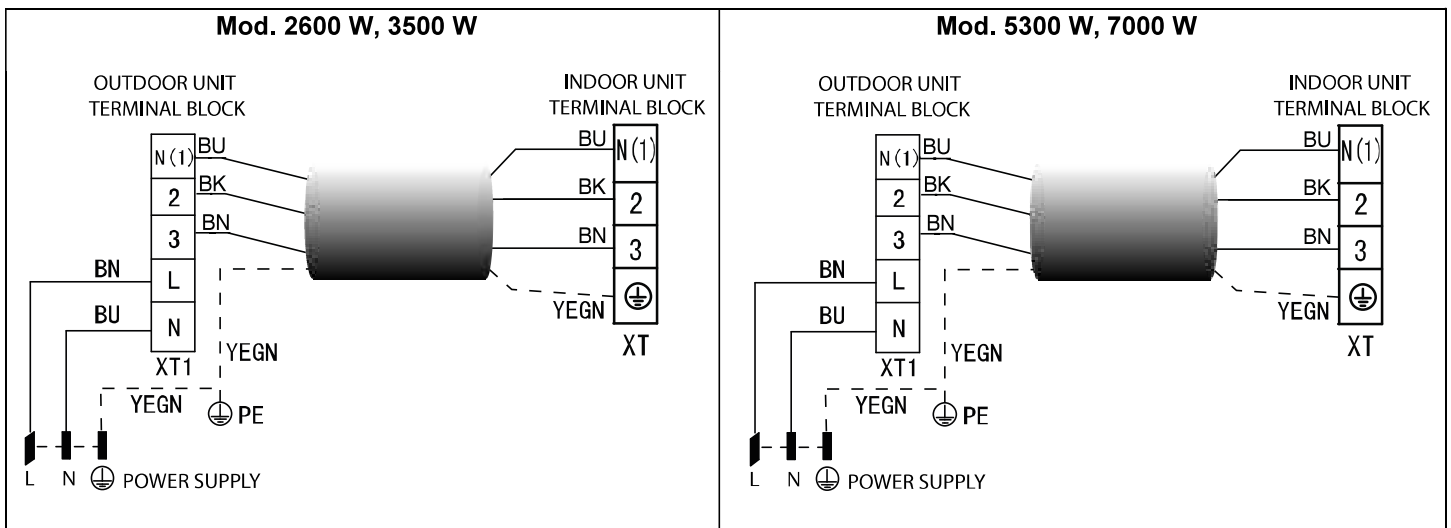 Mod. 2600 W, 3500 W
OUTDOOR UNIT
TERMINAL BLOCK
INDOOR UNIT
TERMINAL BLOCK
N(1) BU BU N(1)
2 BK BK 2
3 BN BN 3
BN L
YEGN
BU N
XT
YEGN
XT1
YEGN
PE
L N POWER SUPPLY
Mod. 5300 W, 7000 W
OUTDOOR UNIT
TERMINAL BLOCK
INDOOR UNIT
TERMINAL BLOCK
N(1) BU BU N(1)
2 BK BK 2
3 BN BN 3
BN L
YEGN
BU N
XT
YEGN
XT1
YEGN
PE
L N POWER SUPPLY